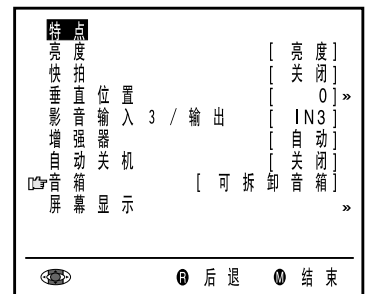 特点
亮度 [亮度]
快拍 [关闭]
垂直位置 [0]»
影音输入3/输出 [IN3]
增强器 [自动]
自动关机 [关闭]
音箱 [可拆卸音箱]
屏幕显示 »
R 后退 M 结束